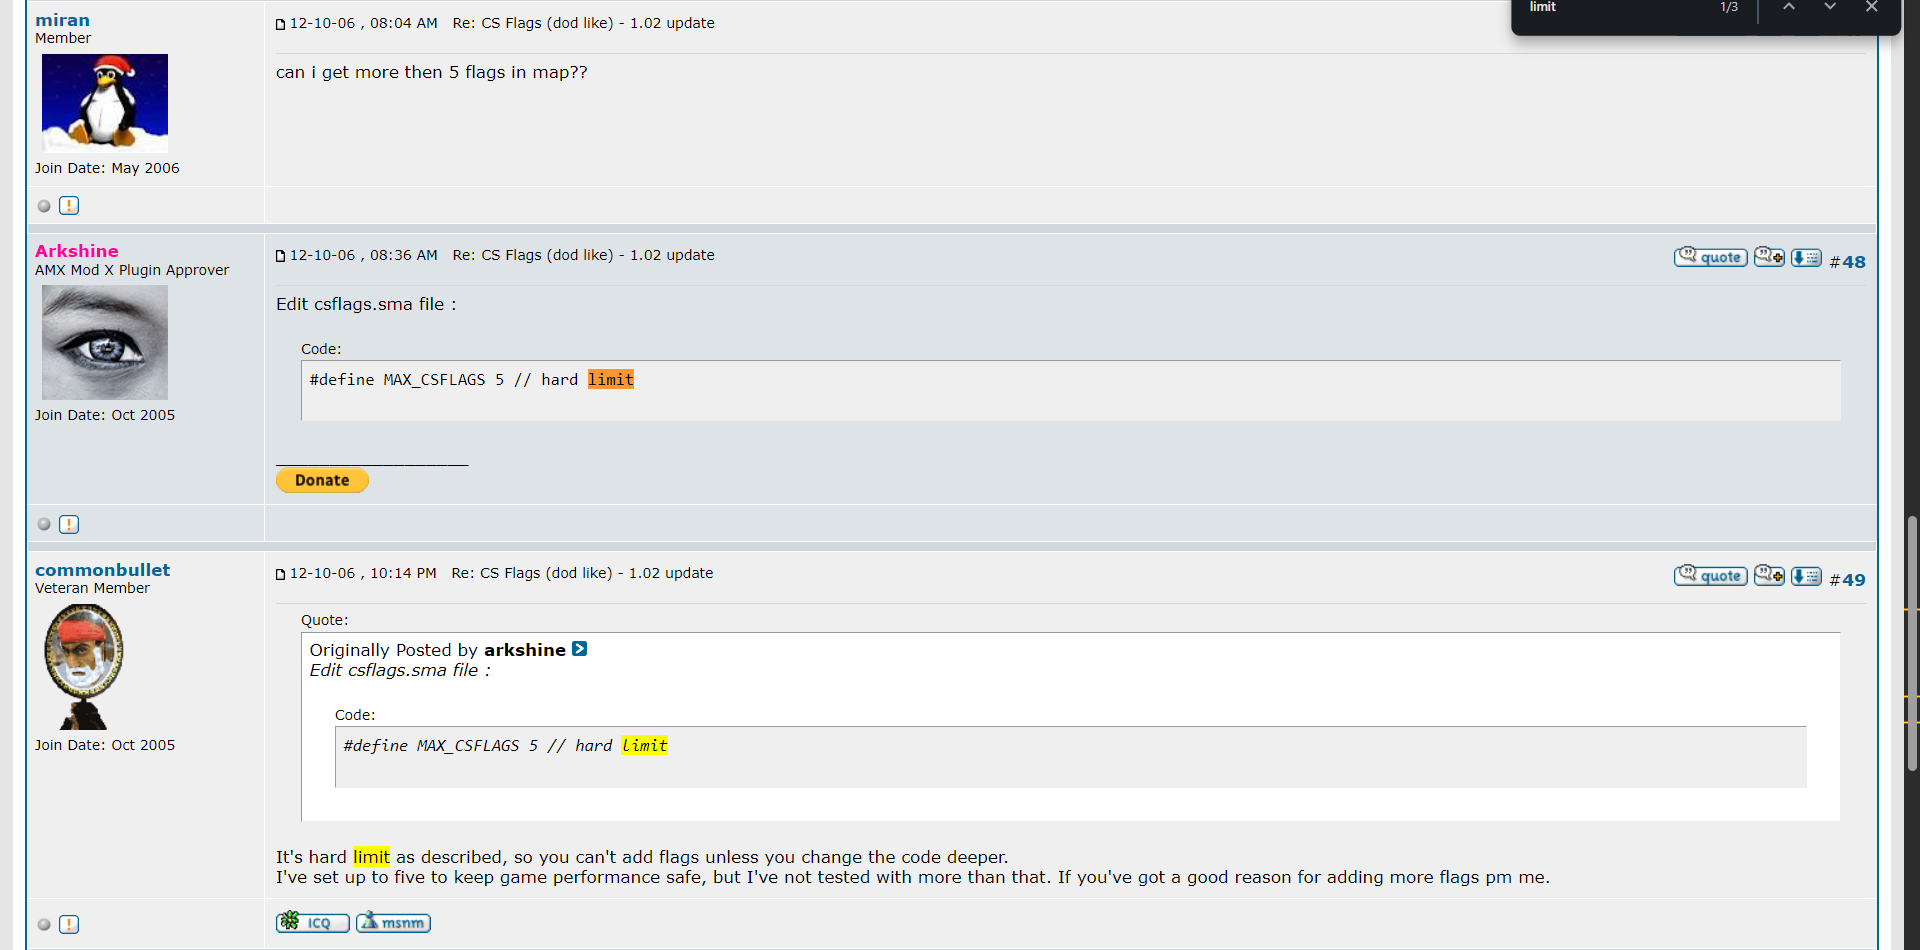 limit 1/3
miran
Member
12-10-06 , 08:04 AM Re: CS Flags (dod like) - 1.02 update
can i get more then 5 flags in map??
Join Date: May 2006
Arkshine
AMX Mod X Plugin Approver
12-10-06 , 08:36 AM Re: CS Flags (dod like) - 1.02 update
quote #48
Edit csflags.sma file :
Code:
#define MAX_CSFLAGS 5 // hard limit
Join Date: Oct 2005
Donate
commonbullet
Veteran Member
12-10-06 , 10:14 PM Re: CS Flags (dod like) - 1.02 update
quote #49
Quote:
Originally Posted by arkshine
Edit csflags.sma file :
Code:
#define MAX_CSFLAGS 5 // hard limit
Join Date: Oct 2005
It's hard limit as described, so you can't add flags unless you change the code deeper.
I've set up to five to keep game performance safe, but I've not tested with more than that. If you've got a good reason for adding more flags pm me.
ICQ msnm